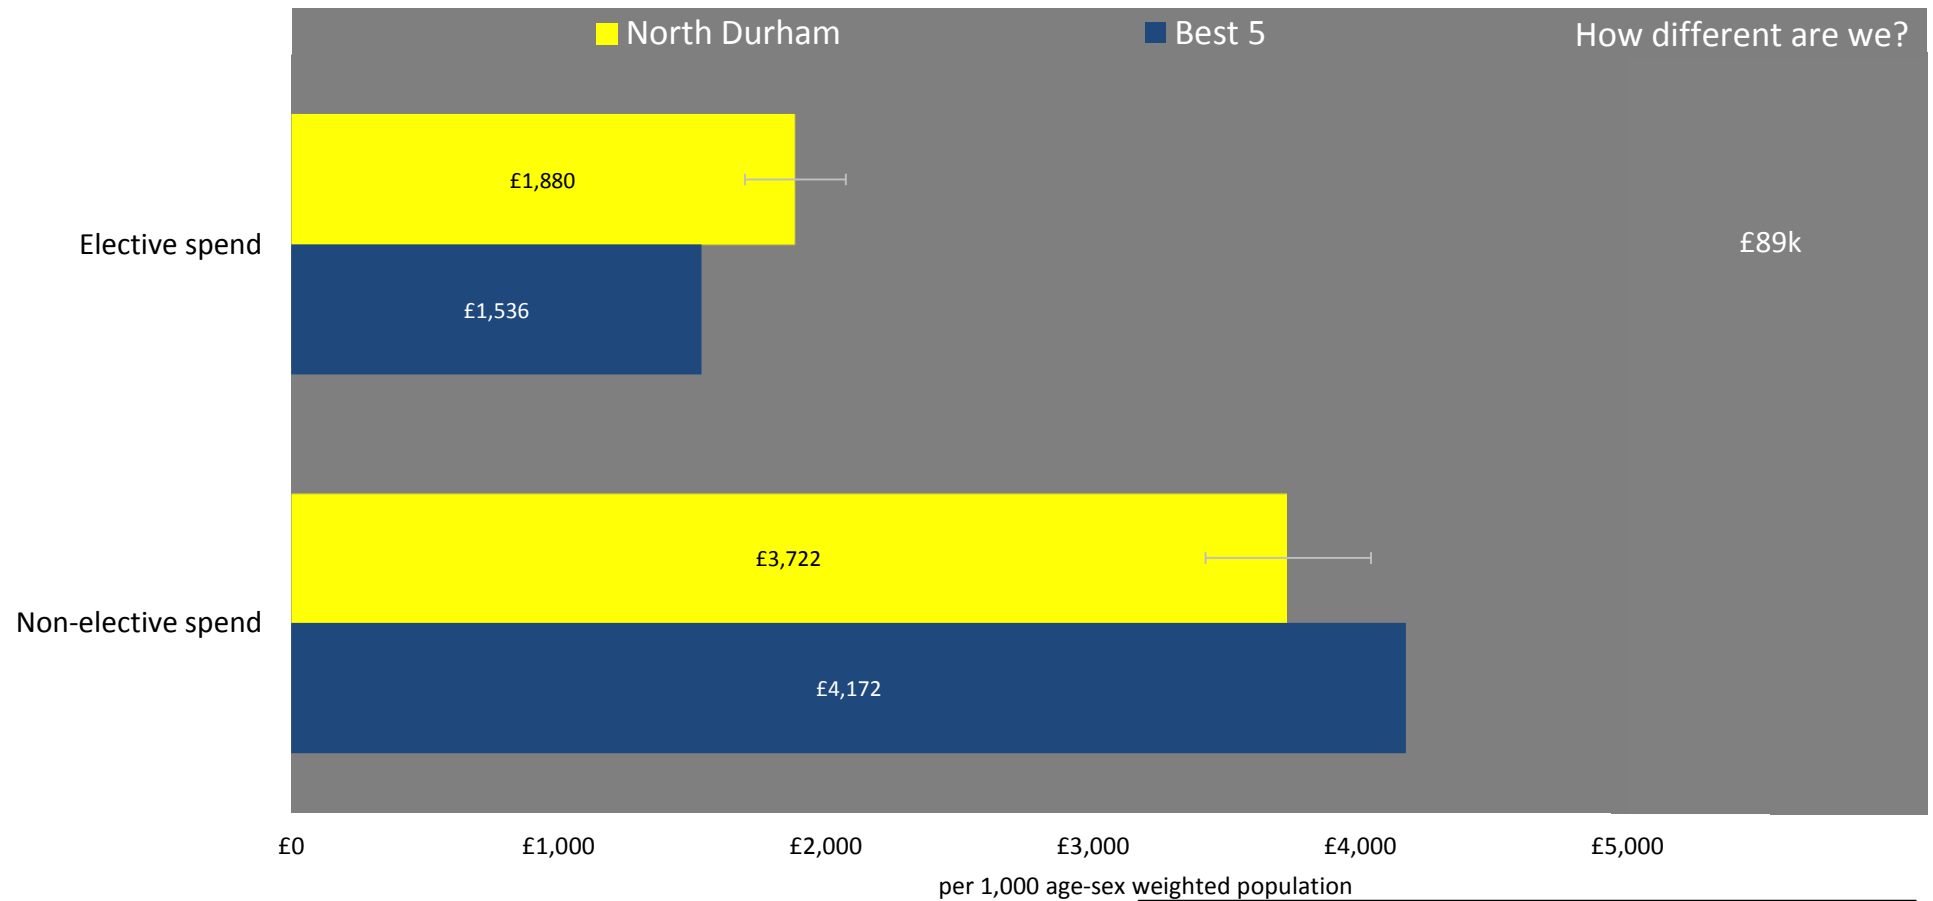 North Durham
Best 5
How different are we?
£1,880
Elective spend
£89k
£1,536
£3,722
Non-elective spend
£4,172
£0 £1,000 £2,000 £3,000 £4,000 £5,000
per 1,000 age-sex weighted population